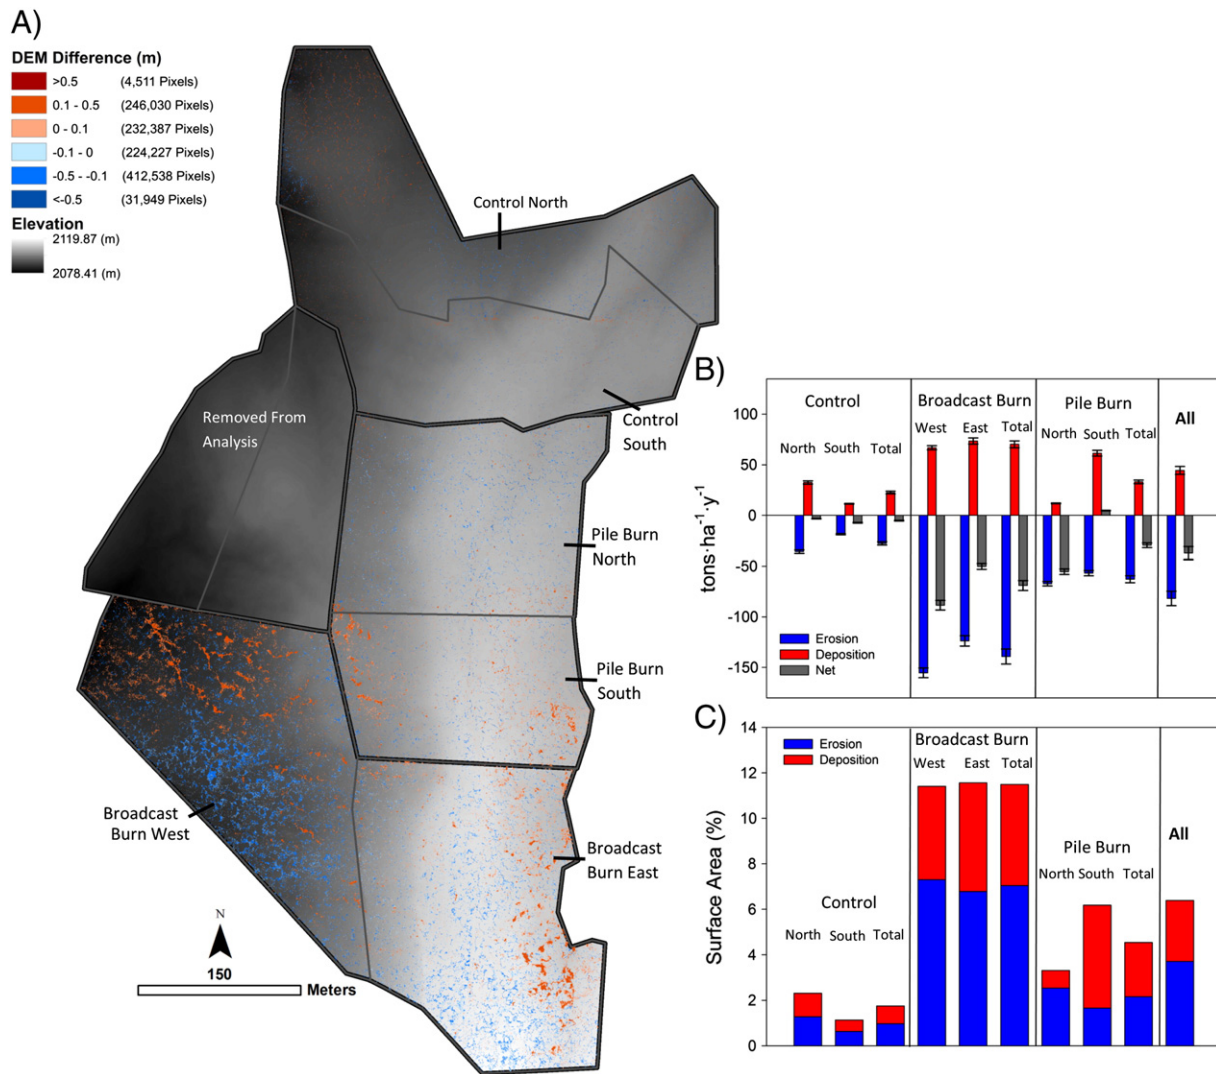 A)
DEM Difference (m)
>0.5 (4,511 Pixels)
0.1 - 0.5 (246,030 Pixels)
0 - 0.1 (232,387 Pixels)
-0.1 - 0 (224,227 Pixels)
-0.5 - -0.1 (412,538 Pixels)
<-0.5 (31,949 Pixels)
Elevation
2119.87 (m)
2078.41 (m)
Control North
Control
South
Removed From
Analysis
Pile Burn
North
Pile Burn
South
Broadcast
Burn West
Broadcast
Burn East
N
150
Meters
B)
Control
Broadcast Burn
Pile Burn
All
North South Total
West East Total
North South Total
100
50
0
-50
-100
-150
tons·ha⁻¹·y⁻¹
Erosion
Deposition
Net
C)
14
12
10
8
6
4
2
0
Surface Area (%)
Erosion
Deposition
Control
North South Total
Broadcast Burn
West East Total
Pile Burn
North South Total
All